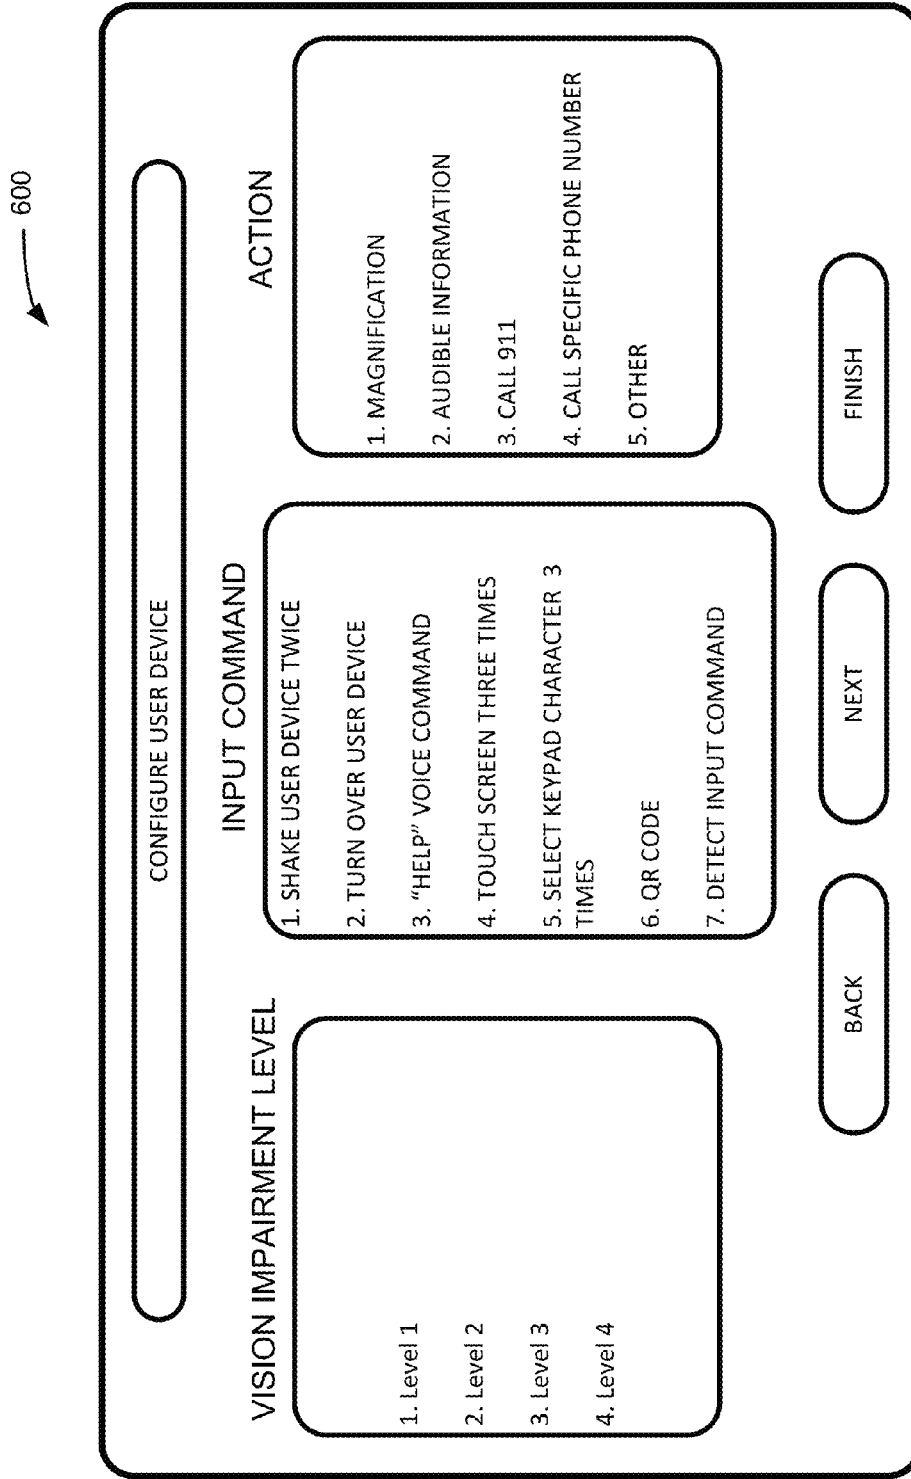 600
CONFIGURE USER DEVICE
VISION IMPAIRMENT LEVEL
1. Level 1
2. Level 2
3. Level 3
4. Level 4
INPUT COMMAND
1. SHAKE USER DEVICE TWICE
2. TURN OVER USER DEVICE
3. “HELP” VOICE COMMAND
4. TOUCH SCREEN THREE TIMES
5. SELECT KEYPAD CHARACTER 3
TIMES
6. QR CODE
7. DETECT INPUT COMMAND
ACTION
1. MAGNIFICATION
2. AUDIBLE INFORMATION
3. CALL 911
4. CALL SPECIFIC PHONE NUMBER
5. OTHER
BACK
NEXT
FINISH